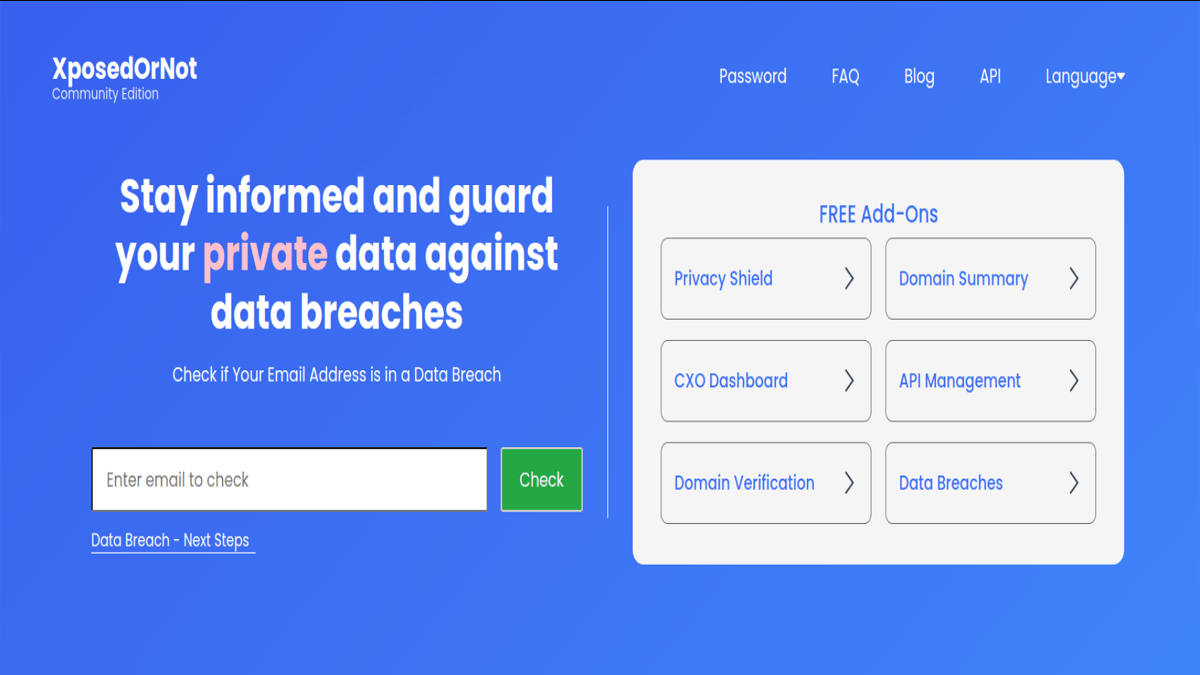 XposedOrNot
Community Edition
Password FAQ Blog API Language
Stay informed and guard
your private data against
data breaches
Check if Your Email Address is in a Data Breach
Enter email to check
Check
Data Breach - Next Steps
FREE Add-Ons
Privacy Shield
Domain Summary
CXO Dashboard
API Management
Domain Verification
Data Breaches